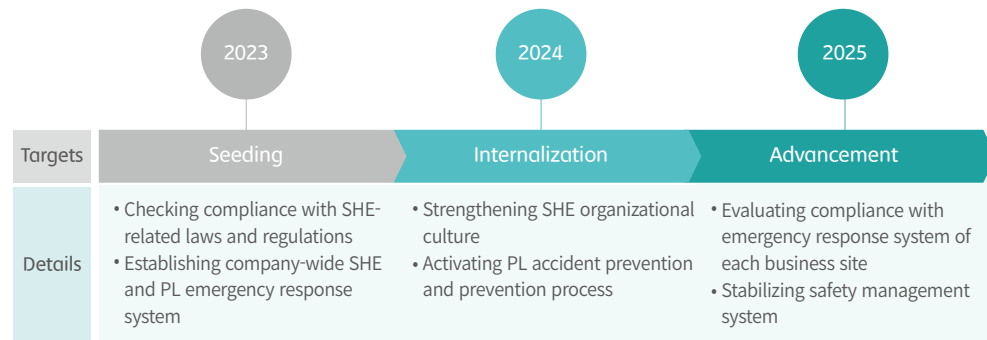 2023
2024
2025
Targets
Seeding
Internalization
Advancement
Details
• Checking compliance with SHE-
related laws and regulations
• Establishing company-wide SHE
and PL emergency response
system
• Strengthening SHE organizational
culture
• Activating PL accident prevention
and prevention process
• Evaluating compliance with
emergency response system of
each business site
• Stabilizing safety management
system